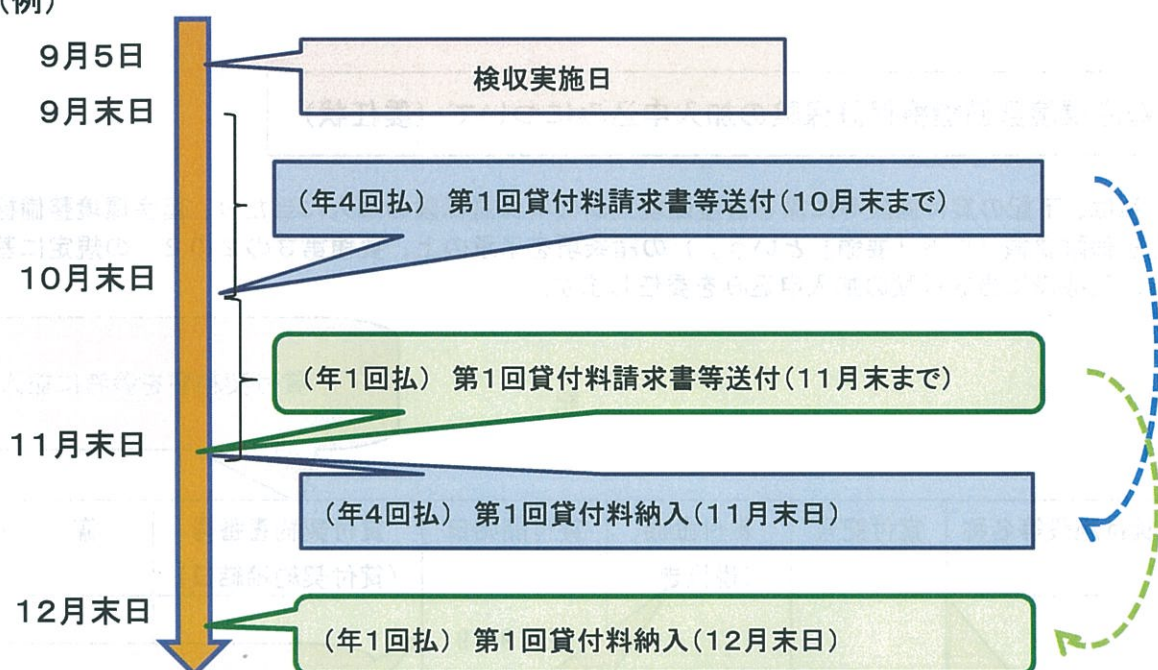 (例)
9月5日
検収実施日
9月末日
(年4回払) 第1回貸付料請求書等送付(10月末まで)
10月末日
(年1回払) 第1回貸付料請求書等送付(11月末まで)
11月末日
(年4回払) 第1回貸付料納入(11月末日)
12月末日
(年1回払) 第1回貸付料納入(12月末日)